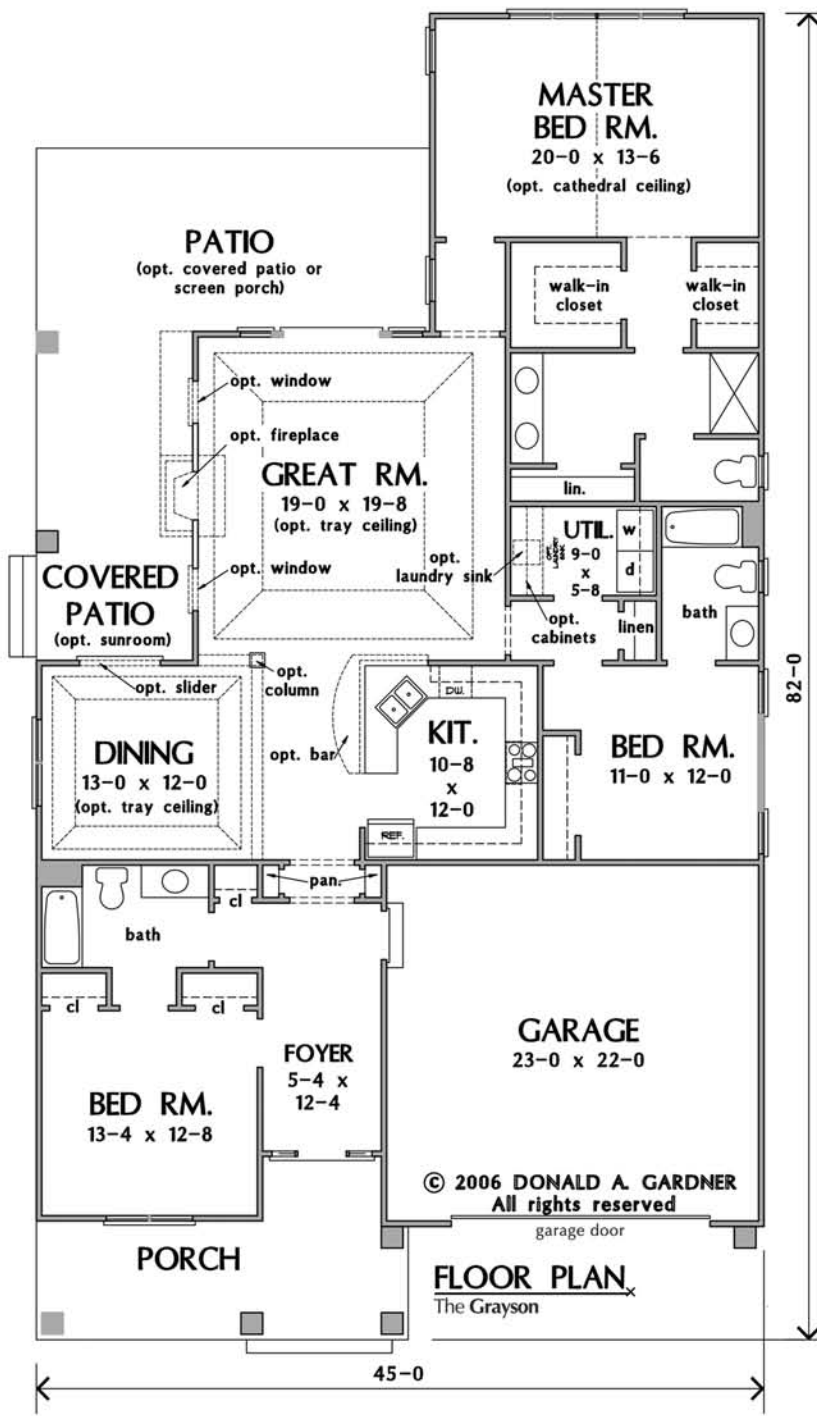 MASTER
BED RM.
20-0 x 13-6
(opt. cathedral ceiling)
PATIO
(opt. covered patio or
screen porch)
walk-in
closet
walk-in
closet
opt. window
opt. fireplace
GREAT RM.
19-0 x 19-8
(opt. tray ceiling)
lin.
UTIL.
9-0
x
5-8
w
d
OPT.
LAUNDRY
SINK
opt.
laundry sink
opt. window
COVERED
PATIO
(opt. sunroom)
opt.
cabinets
linen
bath
opt. slider
opt.
column
82-0
DW.
DINING
13-0 x 12-0
(opt. tray ceiling)
opt. bar
KIT.
10-8
x
12-0
BED RM.
11-0 x 12-0
REF.
pan.
cl
bath
cl
cl
FOYER
5-4 x
12-4
GARAGE
23-0 x 22-0
BED RM.
13-4 x 12-8
© 2006 DONALD A. GARDNER
All rights reserved
garage door
PORCH
FLOOR PLAN
The Grayson
45-0